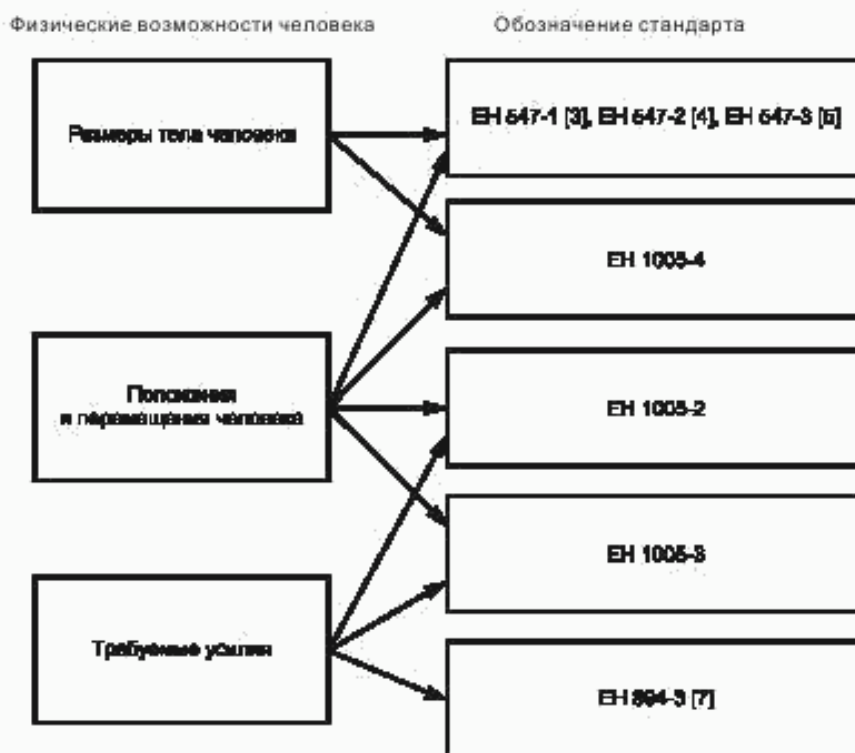 Физические возможности человека
Обозначение стандарта
Размеры тела человека
ЕН 547-1 [3], ЕН 547-2 [4], ЕН 547-3 [5]
ЕН 1005-4
Положения
и перемещения человека
ЕН 1005-2
ЕН 1005-3
Требуемые усилия
ЕН 894-3 [7]